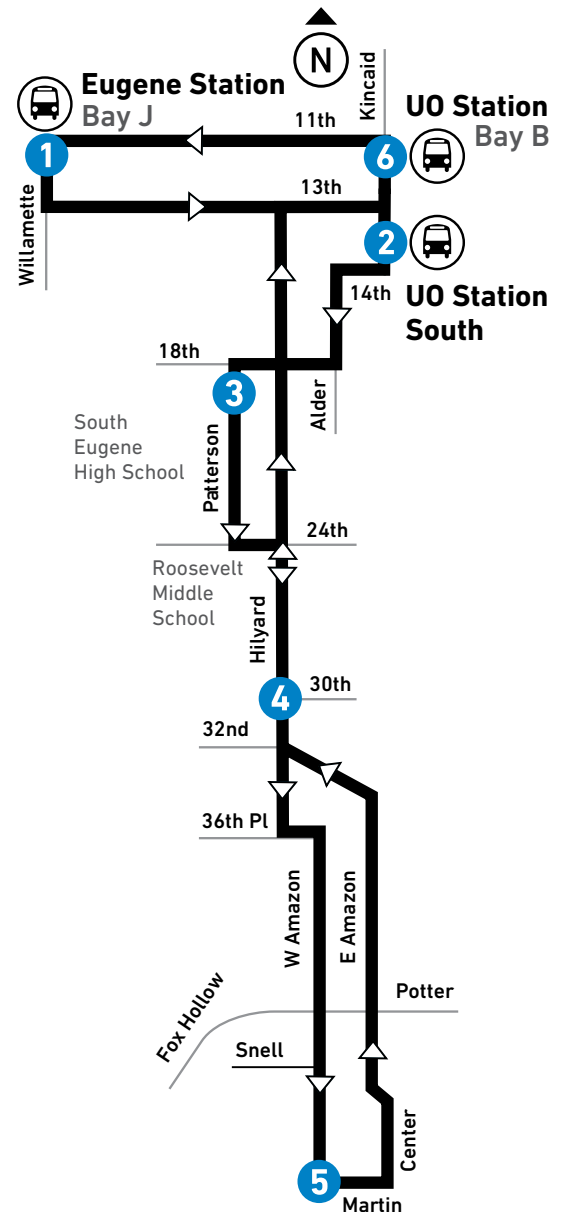 N
Kincaid
Eugene Station
Bay J
11th
UO Station
Bay B
1
6
Willamette
13th
2
14th
UO Station
South
18th
3
Alder
South
Eugene
High School
Patterson
24th
Roosevelt
Middle
School
Hilyard
4
30th
32nd
36th Pl
W Amazon
E Amazon
Fox Hollow
Potter
Snell
Center
5
Martin